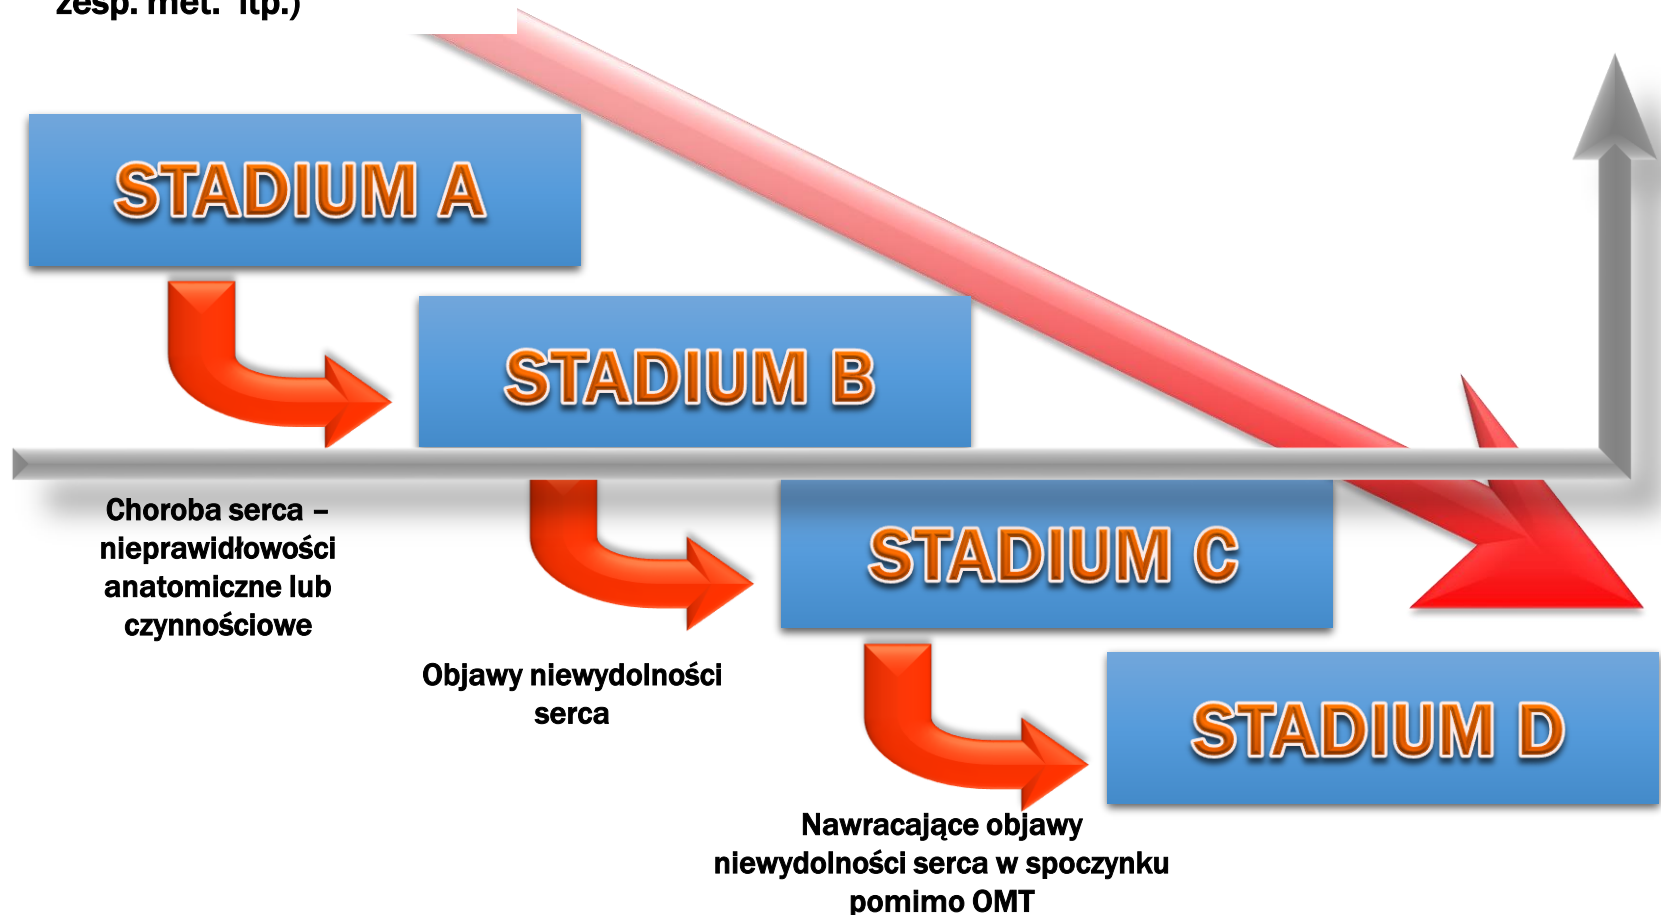 zesp. met. itp.)
STADIUM A
STADIUM B
Choroba serca –
nieprawidłowości
anatomiczne lub
czynnościowe
STADIUM C
Objawy niewydolności
serca
STADIUM D
Nawracające objawy
niewydolności serca w spoczynku
pomimo OMT